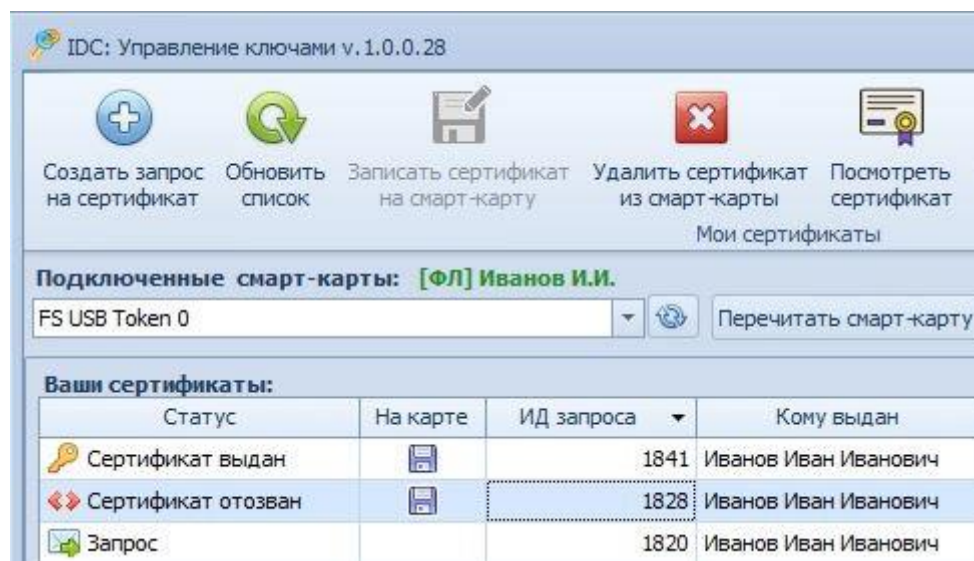 IDC: Управление ключами v.1.0.0.28
Создать запрос на сертификат
Обновить список
Записать сертификат на смарт-карту
Удалить сертификат из смарт-карты
Посмотреть сертификат
Мои сертификаты
Подключенные смарт-карты: [ФЛ] Иванов И.И.
FS USB Token 0 Перечитать смарт-карту
Ваши сертификаты:
Статус На карте ИД запроса Кому выдан
Сертификат выдан 1841 Иванов Иван Иванович
Сертификат отозван 1828 Иванов Иван Иванович
Запрос 1820 Иванов Иван Иванович